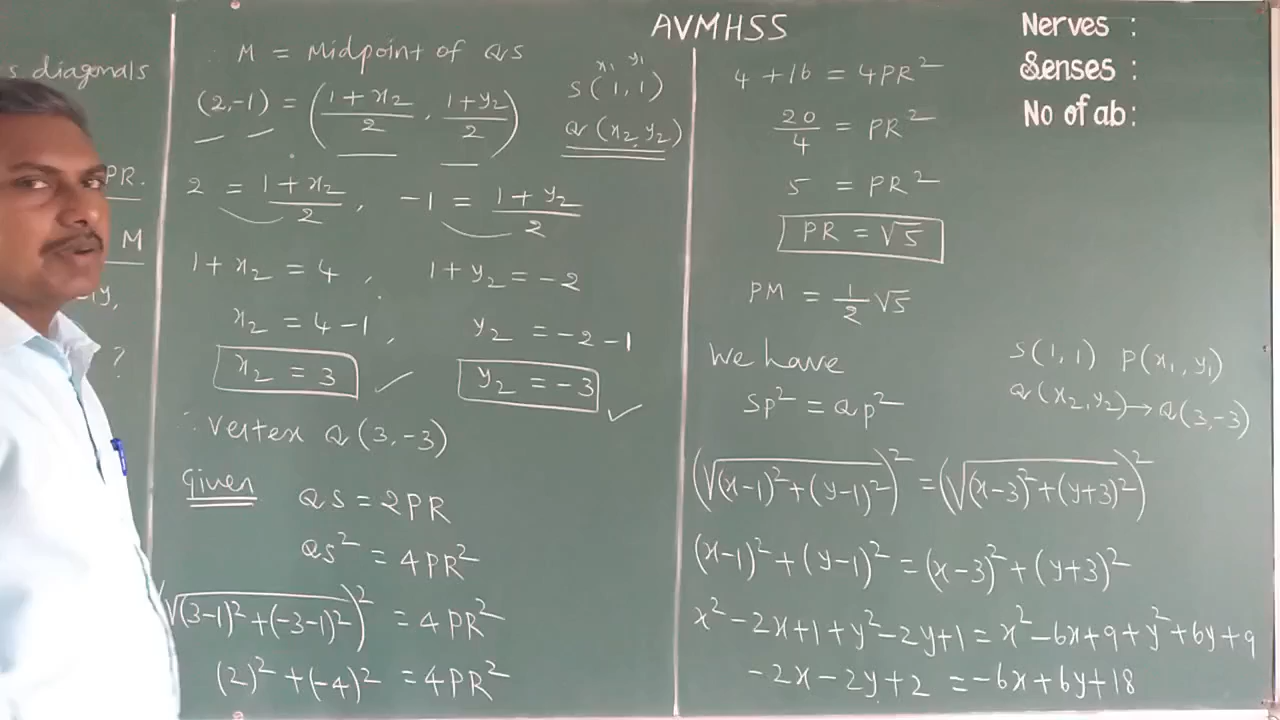 AVMHSS
Nerves :
Senses :
No of ab:
s diagonals
PR.
M
y,
?
∴ M = Midpoint of QS
(2,-1) = ((1+x₂)/2, (1+y₂)/2)
x₁ y₁
S(1,1)
Q(x₂,y₂)
2 = (1+x₂)/2, -1 = (1+y₂)/2
1+x₂ = 4, 1+y₂ = -2
x₂ = 4-1, y₂ = -2-1
x₂ = 3 ✓ y₂ = -3 ✓
∴ Vertex Q(3,-3)
Given
QS = 2PR
QS² = 4PR²
√((3-1)²+(-3-1)²))² = 4PR²
(2)²+(-4)² = 4PR²
4+16 = 4PR²
20/4 = PR²
5 = PR²
PR = √5
PM = 1/2 √5
We have
SP² = QP²
S(1,1) P(x₁,y₁)
Q(x₂,y₂)→Q(3,-3)
(√((x-1)²+(y-1)²))² = (√((x-3)²+(y+3)²))²
(x-1)²+(y-1)² = (x-3)²+(y+3)²
x²-2x+1+y²-2y+1 = x²-6x+9+y²+6y+9
-2x-2y+2 = -6x+6y+18